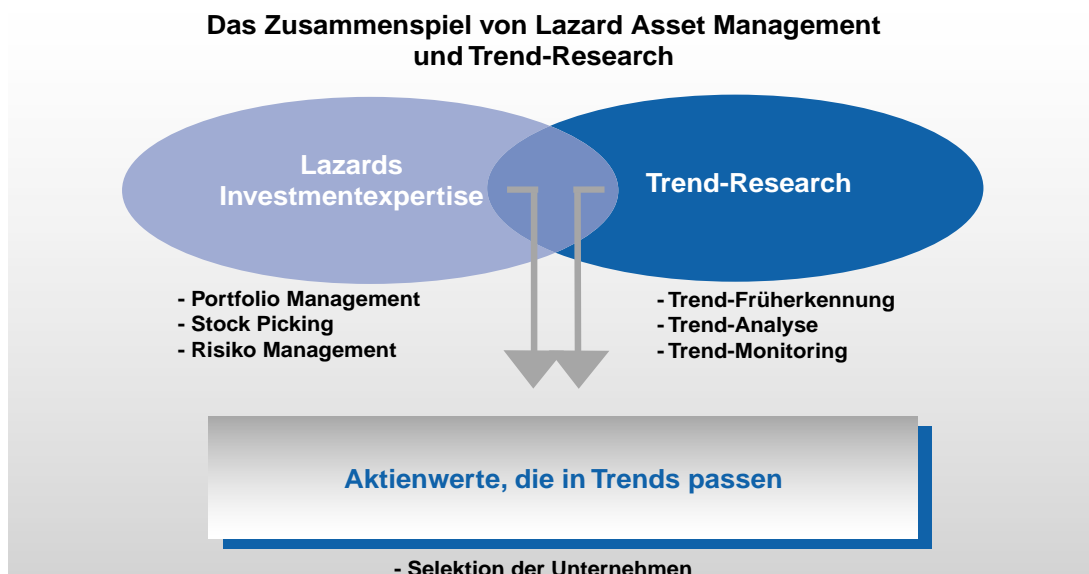 Das Zusammenspiel von Lazard Asset Management
und Trend-Research
Lazards
Investmentexpertise
Trend-Research
- Portfolio Management
- Stock Picking
- Risiko Management
- Trend-Früherkennung
- Trend-Analyse
- Trend-Monitoring
Aktienwerte, die in Trends passen
- Selektion der Unternehmen